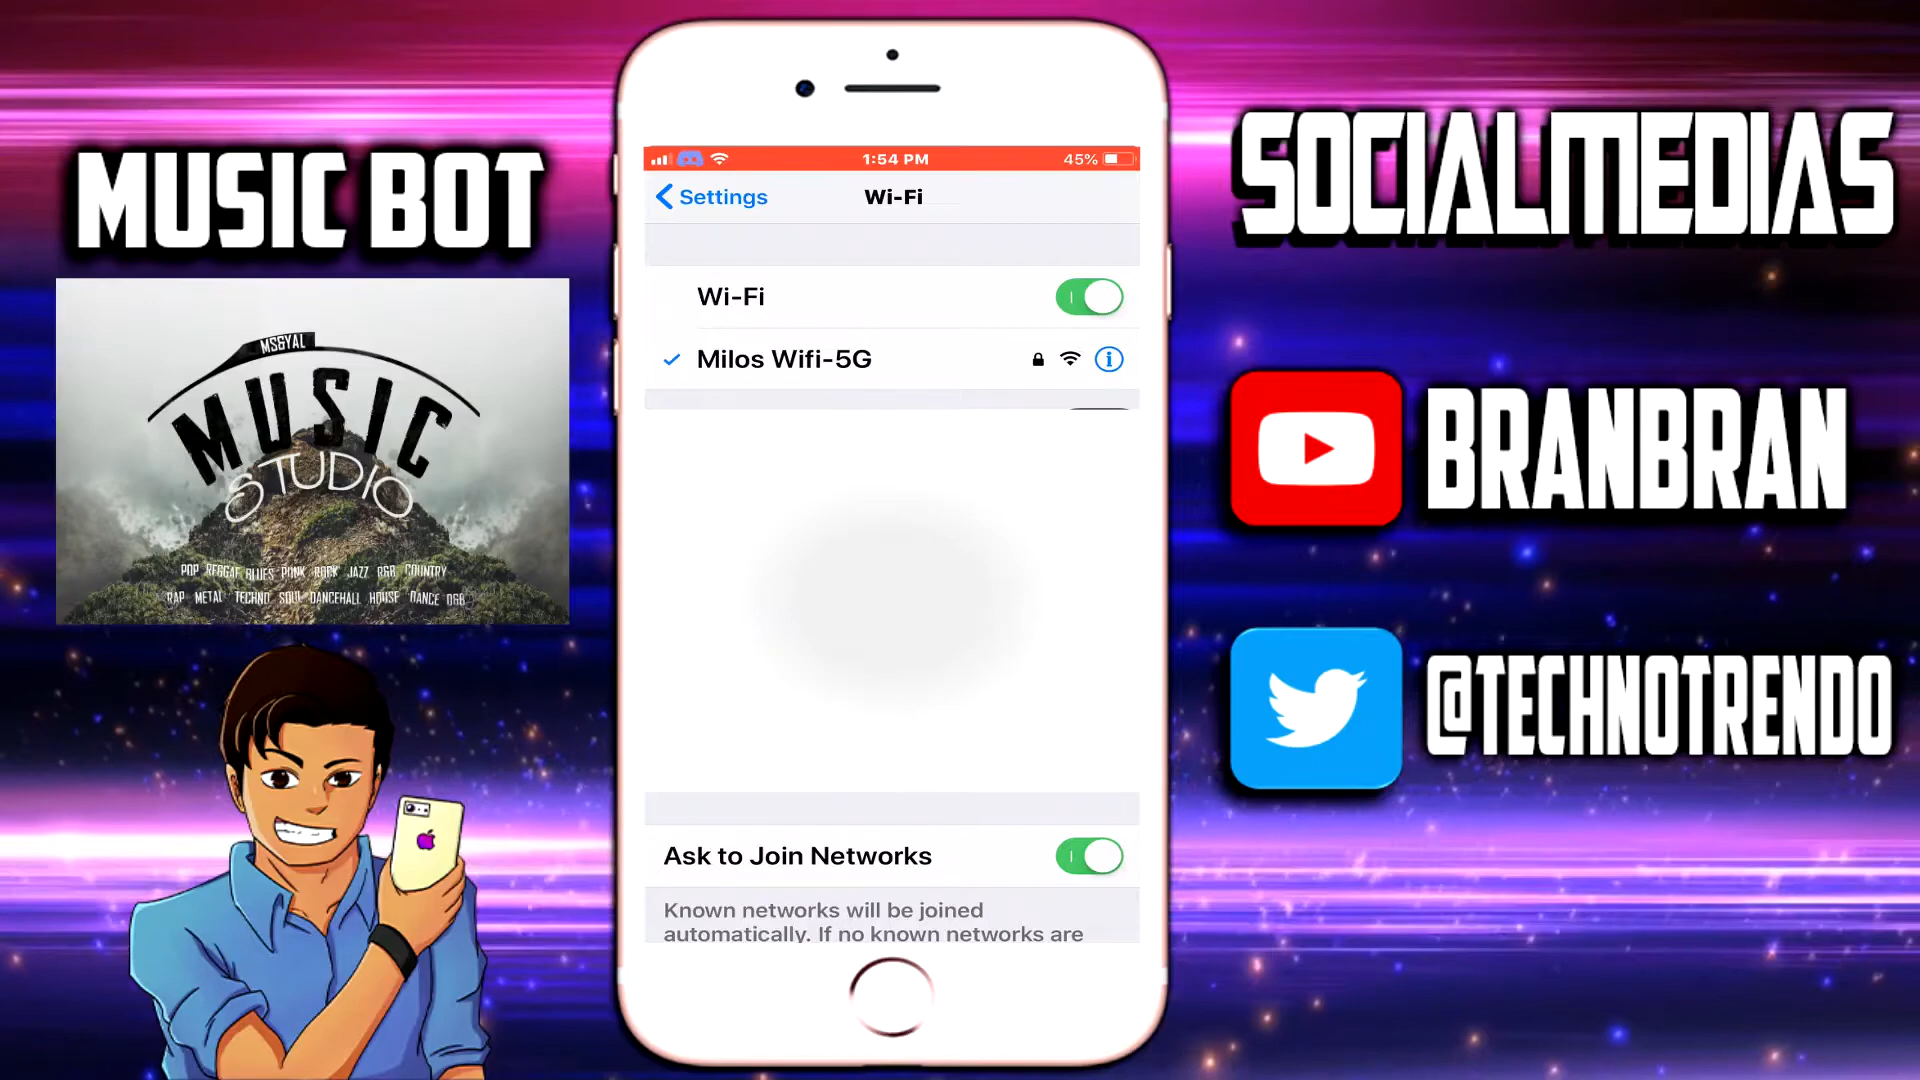 MUSIC BOT
MS&YAL
MUSIC
STUDIO
POP REGGAE BLUES PUNK ROCK JAZZ R&B COUNTRY
RAP METAL TECHNO SOUL DANCEHALL HOUSE DANCE D&B
1:54 PM
45%
Settings
Wi-Fi
Wi-Fi
Milos Wifi-5G
Ask to Join Networks
Known networks will be joined
automatically. If no known networks are
SOCIALMEDIAS
BRANBRAN
@TECHNOTRENDO